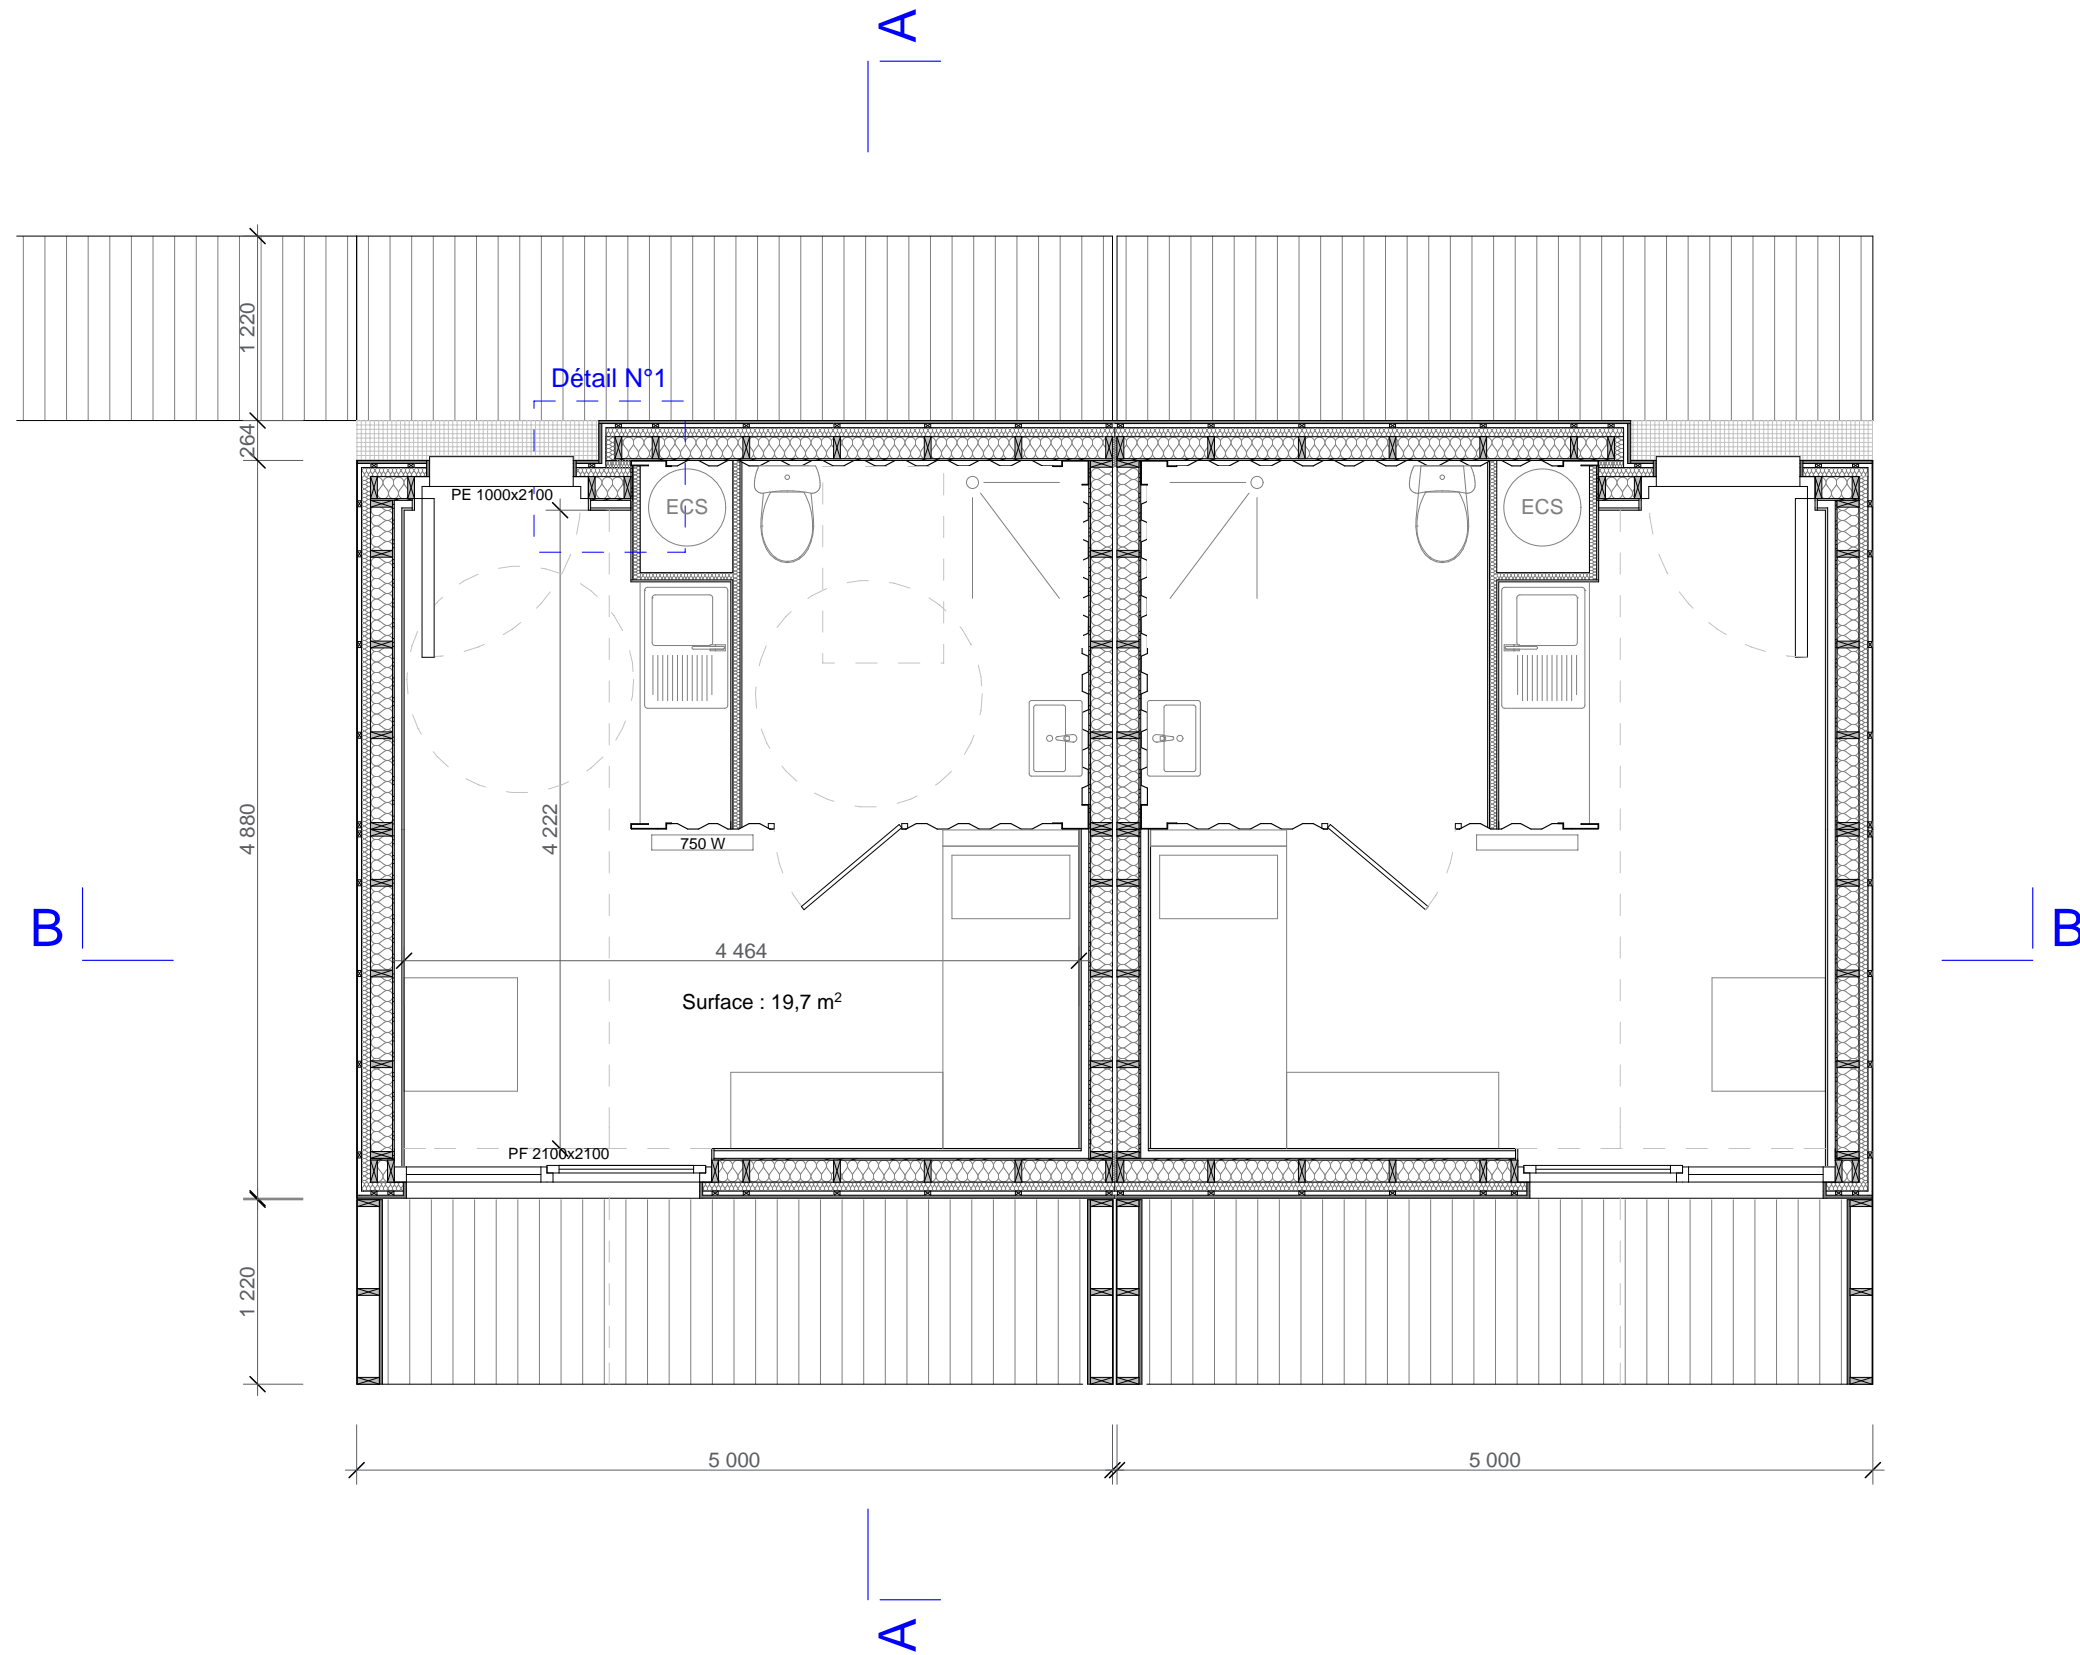 A
1 220
Détail N°1
264
PE 1000x2100
ECS
ECS
4 880
4 222
750 W
B
B
4 464
Surface : 19,7 m²
PF 2100x2100
1 220
5 000
5 000
A